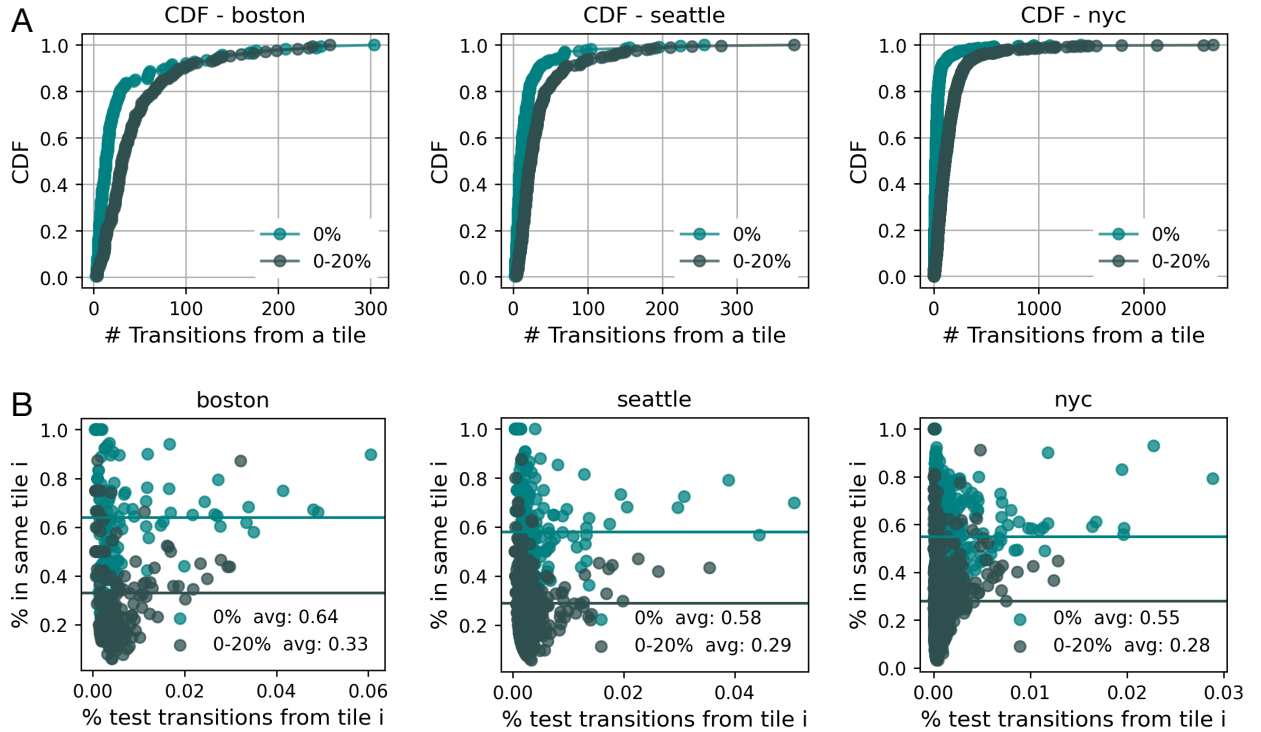 A
CDF - boston
CDF - seattle
CDF - nyc
CDF
1.0
0.8
0.6
0.4
0.2
0.0
0%
0-20%
0 100 200 300
# Transitions from a tile
CDF
1.0
0.8
0.6
0.4
0.2
0.0
0%
0-20%
0 100 200 300
# Transitions from a tile
CDF
1.0
0.8
0.6
0.4
0.2
0.0
0%
0-20%
0 1000 2000
# Transitions from a tile
B
boston
seattle
nyc
% in same tile i
1.0
0.8
0.6
0.4
0.2
0% avg: 0.64
0-20% avg: 0.33
0.00 0.02 0.04 0.06
% test transitions from tile i
% in same tile i
1.0
0.8
0.6
0.4
0.2
0% avg: 0.58
0-20% avg: 0.29
0.00 0.02 0.04
% test transitions from tile i
% in same tile i
1.0
0.8
0.6
0.4
0.2
0.0
0% avg: 0.55
0-20% avg: 0.28
0.00 0.01 0.02 0.03
% test transitions from tile i